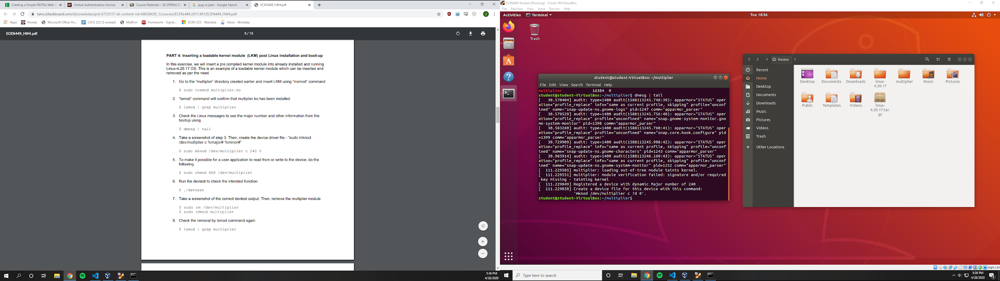 Creating a Simple RESTful Web A
Central Authentication Service
Course Materials – 20 SPRING EC
pug vs jade - Google Search
ECEN449_HW4.pdf
tamu.blackboard.com/bbcswebdav/pid-6733517-dt-content-rid-64038438_1/courses/ECEN.449.2011.M1/ECEN449_HW4.pdf
Apps
Howdy
Microsoft Office Ho...
CSCE 222 (5 unread)
MyBlinn
Homework - Signal...
ECEN 325 - Mandela
Inbox - Workday
ECEN449_HW4.pdf
5 / 13
PART 4: Inserting a loadable kernel module (LKM) post Linux installation and boot-up
In this exercise, we will insert a pre compiled kernel module into already installed and running
Linux-4.20.17 OS. This is an example of a loadable kernel module which can be inserted and
removed as per the need.
1. Go to the “multiplier” directory created earlier and insert LKM using “insmod” command
$ sudo insmod multiplier.ko
2. “lsmod” command will confirm that multiplier.ko has been installed
$ lsmod | grep multiplier
3. Check the Linux messages to see the major number and other information from the
bootup using
$ dmesg | tail
4. Take a screenshot of step 3. Then, create the device driver file - “sudo mknod
/dev/multiplier c %major# %minor#”
$ sudo mknod /dev/multiplier c 240 0
5. To make it possible for a user application to read from or write to the device, do the
following.
$ sudo chmod 666 /dev/multiplier
6. Run the devtest to check the intended function
$ ./devtest
7. Take a screenshot of the correct devtest output. Then, remove the multiplier module
$ sudo rm /dev/multiplier
$ sudo rmmod multiplier
8. Check the removal by lsmod command again
$ lsmod | grep multiplier
5:36 PM
4/28/2020
ECEN449-Student [Running] - Oracle VM VirtualBox
File Machine View Input Devices Help
Activities
Terminal
Tue 18:36
Trash
student@student-VirtualBox: ~/multiplier
File Edit View Search Terminal Help
multiplier 16384 0
student@student-VirtualBox:~/multiplier$ dmesg | tail
[ 30.570404] audit: type=1400 audit(1588113245.748:39): apparmor="STATUS" oper
ation="profile_replace" info="same as current profile, skipping" profile="unconf
ined" name="snap-update-ns.gnome-logs" pid=1247 comm="apparmor_parser"
[ 30.579529] audit: type=1400 audit(1588113245.756:40): apparmor="STATUS" oper
ation="profile_replace" profile="unconfined" name="snap.gnome-system-monitor.gno
me-system-monitor" pid=1398 comm="apparmor_parser"
[ 30.583260] audit: type=1400 audit(1588113245.760:41): apparmor="STATUS" oper
ation="profile_replace" profile="unconfined" name="snap.core.hook.configure" pid
=1399 comm="apparmor_parser"
[ 30.729909] audit: type=1400 audit(1588113245.908:42): apparmor="STATUS" oper
ation="profile_replace" info="same as current profile, skipping" profile="unconf
ined" name="snap-update-ns.gnome-characters" pid=1243 comm="apparmor_parser"
[ 30.983914] audit: type=1400 audit(1588113246.160:43): apparmor="STATUS" oper
ation="profile_replace" info="same as current profile, skipping" profile="unconf
ined" name="snap-update-ns.gnome-system-monitor" pid=1252 comm="apparmor_parser"
[ 111.229505] multiplier: loading out-of-tree module taints kernel.
[ 111.229551] multiplier: module verification failed: signature and/or required
key missing - tainting kernel
[ 111.229849] Registered a device with dynamic Major number of 240
[ 111.229850] Create a device file for this device with this command:
'mknod /dev/multiplier c ?d 0'.
student@student-VirtualBox:~/multiplier$
Home
Recent
Home
Desktop
Documents
Downloads
Music
Pictures
Videos
Trash
Other Locations
Desktop
Documents
Downloads
linux-
4.20.17
multiplier
Music
Pictures
Public
Templates
Videos
tar.gz
linux-
4.20.17.tar.
gz
Right Ctrl
Type here to search
5:36 PM
4/28/2020